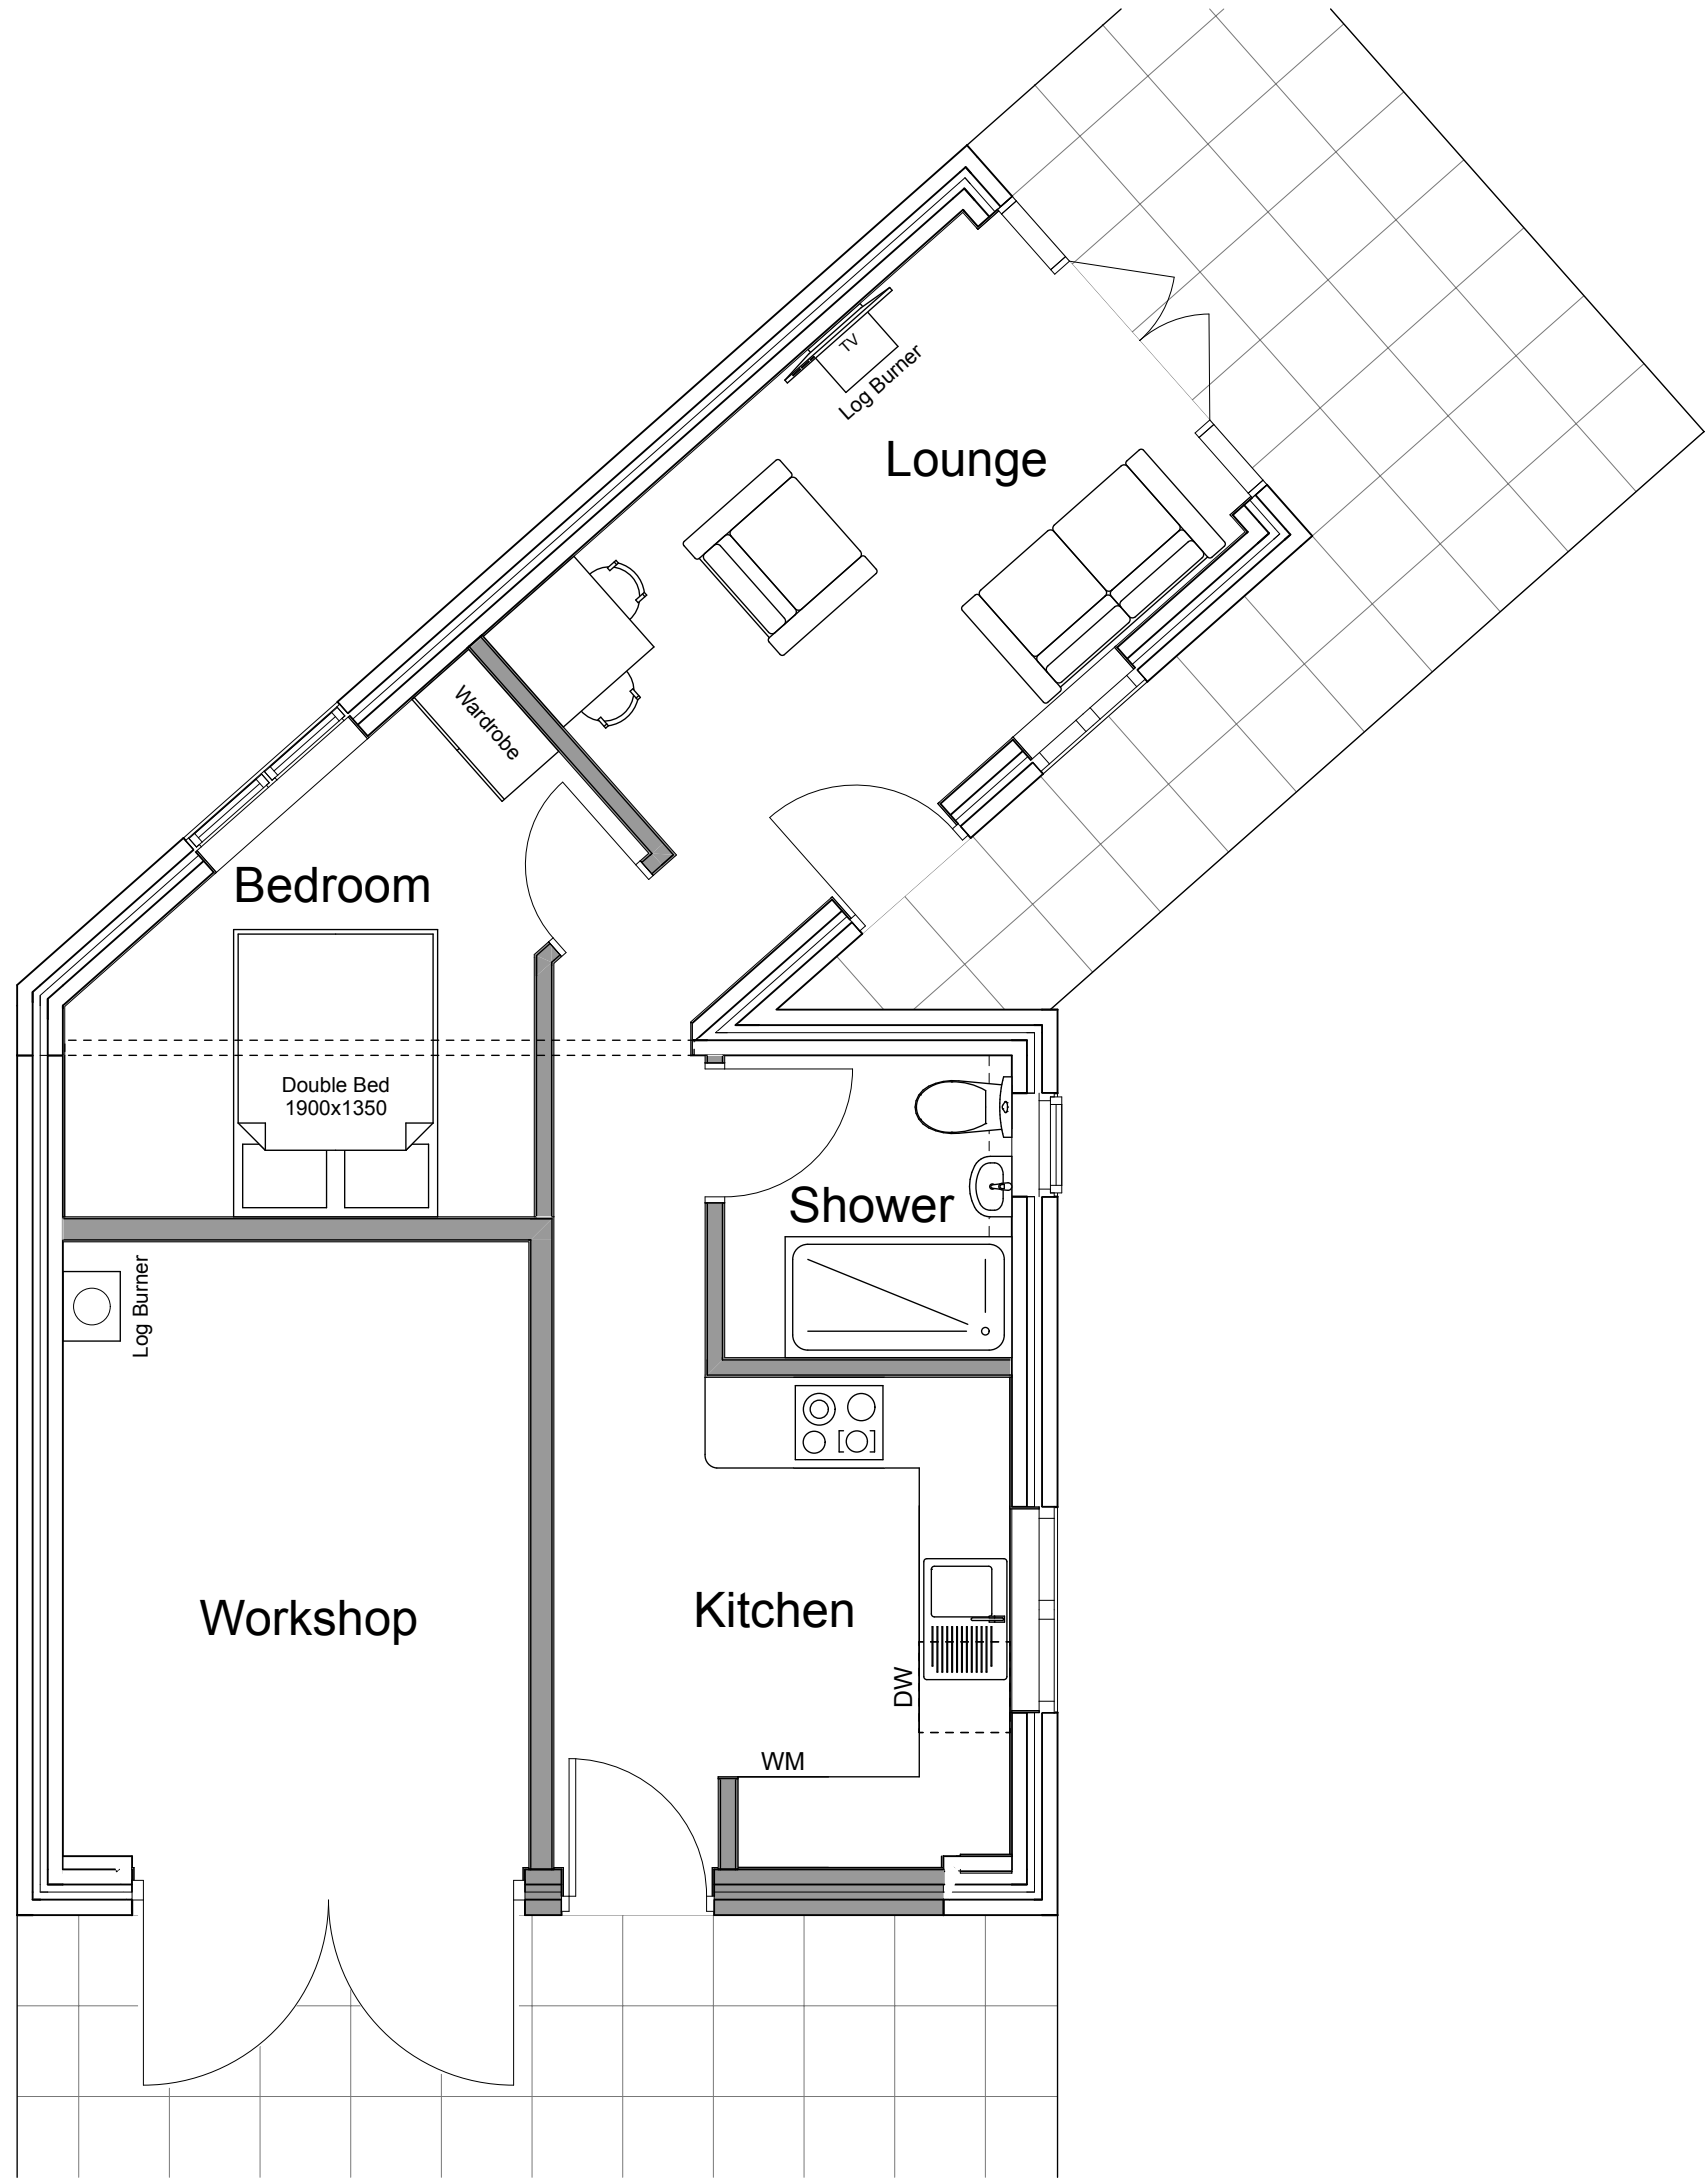 TV
Log Burner
Lounge
Wardrobe
Bedroom
Double Bed
1900x1350
Shower
Log Burner
Workshop
Kitchen
DW
WM